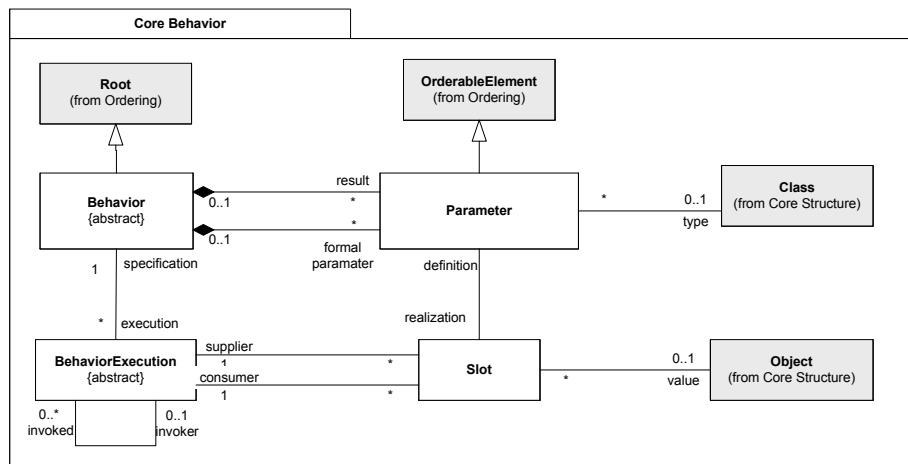 Core Behavior
Root
(from Ordering)
OrderableElement
(from Ordering)
Behavior
{abstract}
result
0..1
*
*
0..1
formal
paramater
Parameter
*
0..1
type
Class
(from Core Structure)
specification
1
definition
*
execution
realization
BehaviorExecution
{abstract}
supplier
1
*
consumer
1
*
Slot
*
0..1
value
Object
(from Core Structure)
0..*
invoked
0..1
invoker